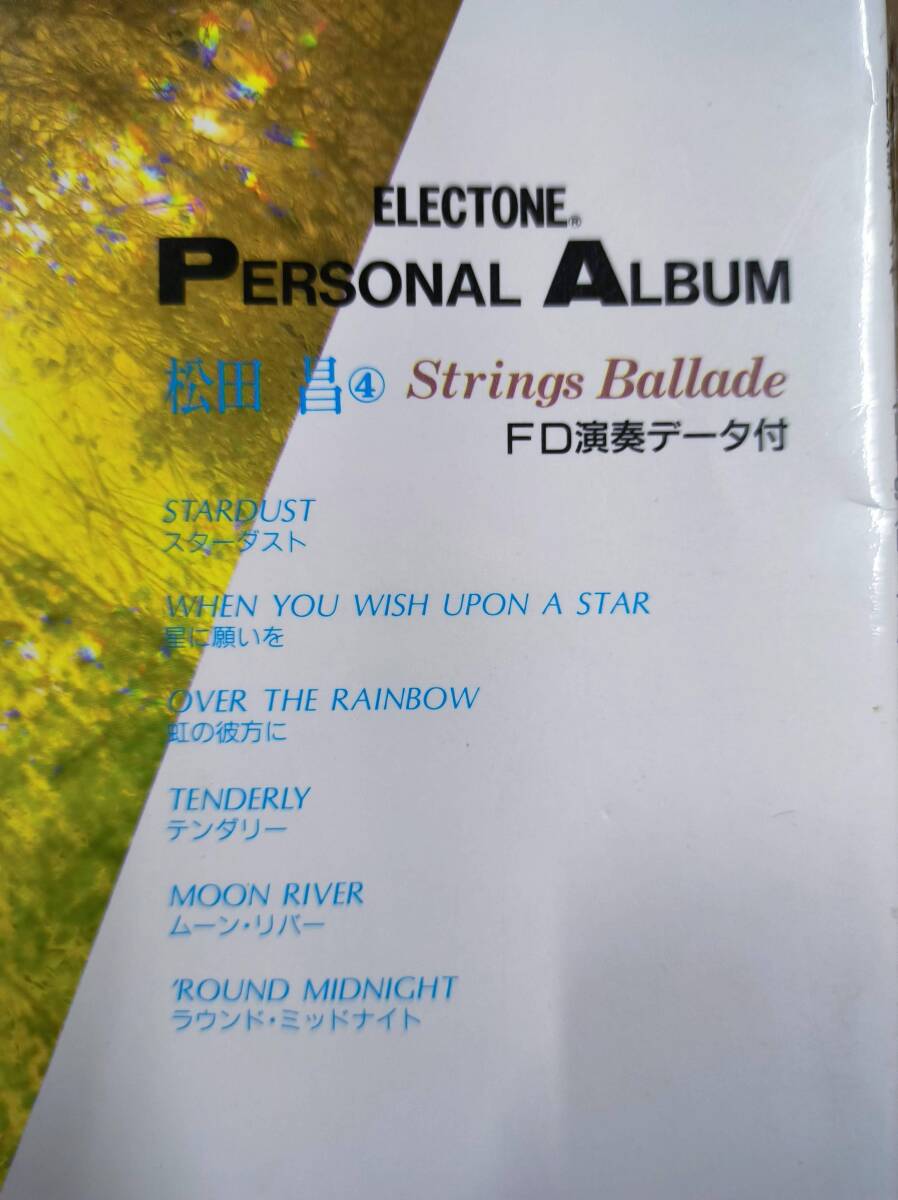 ELECTONE®
PERSONAL ALBUM
松田 昌④ Strings Ballade
FD演奏データ付
STARDUST
スターダスト
WHEN YOU WISH UPON A STAR
星に願いを
OVER THE RAINBOW
虹の彼方に
TENDERLY
テンダリー
MOON RIVER
ムーン・リバー
'ROUND MIDNIGHT
ラウンド・ミッドナイト